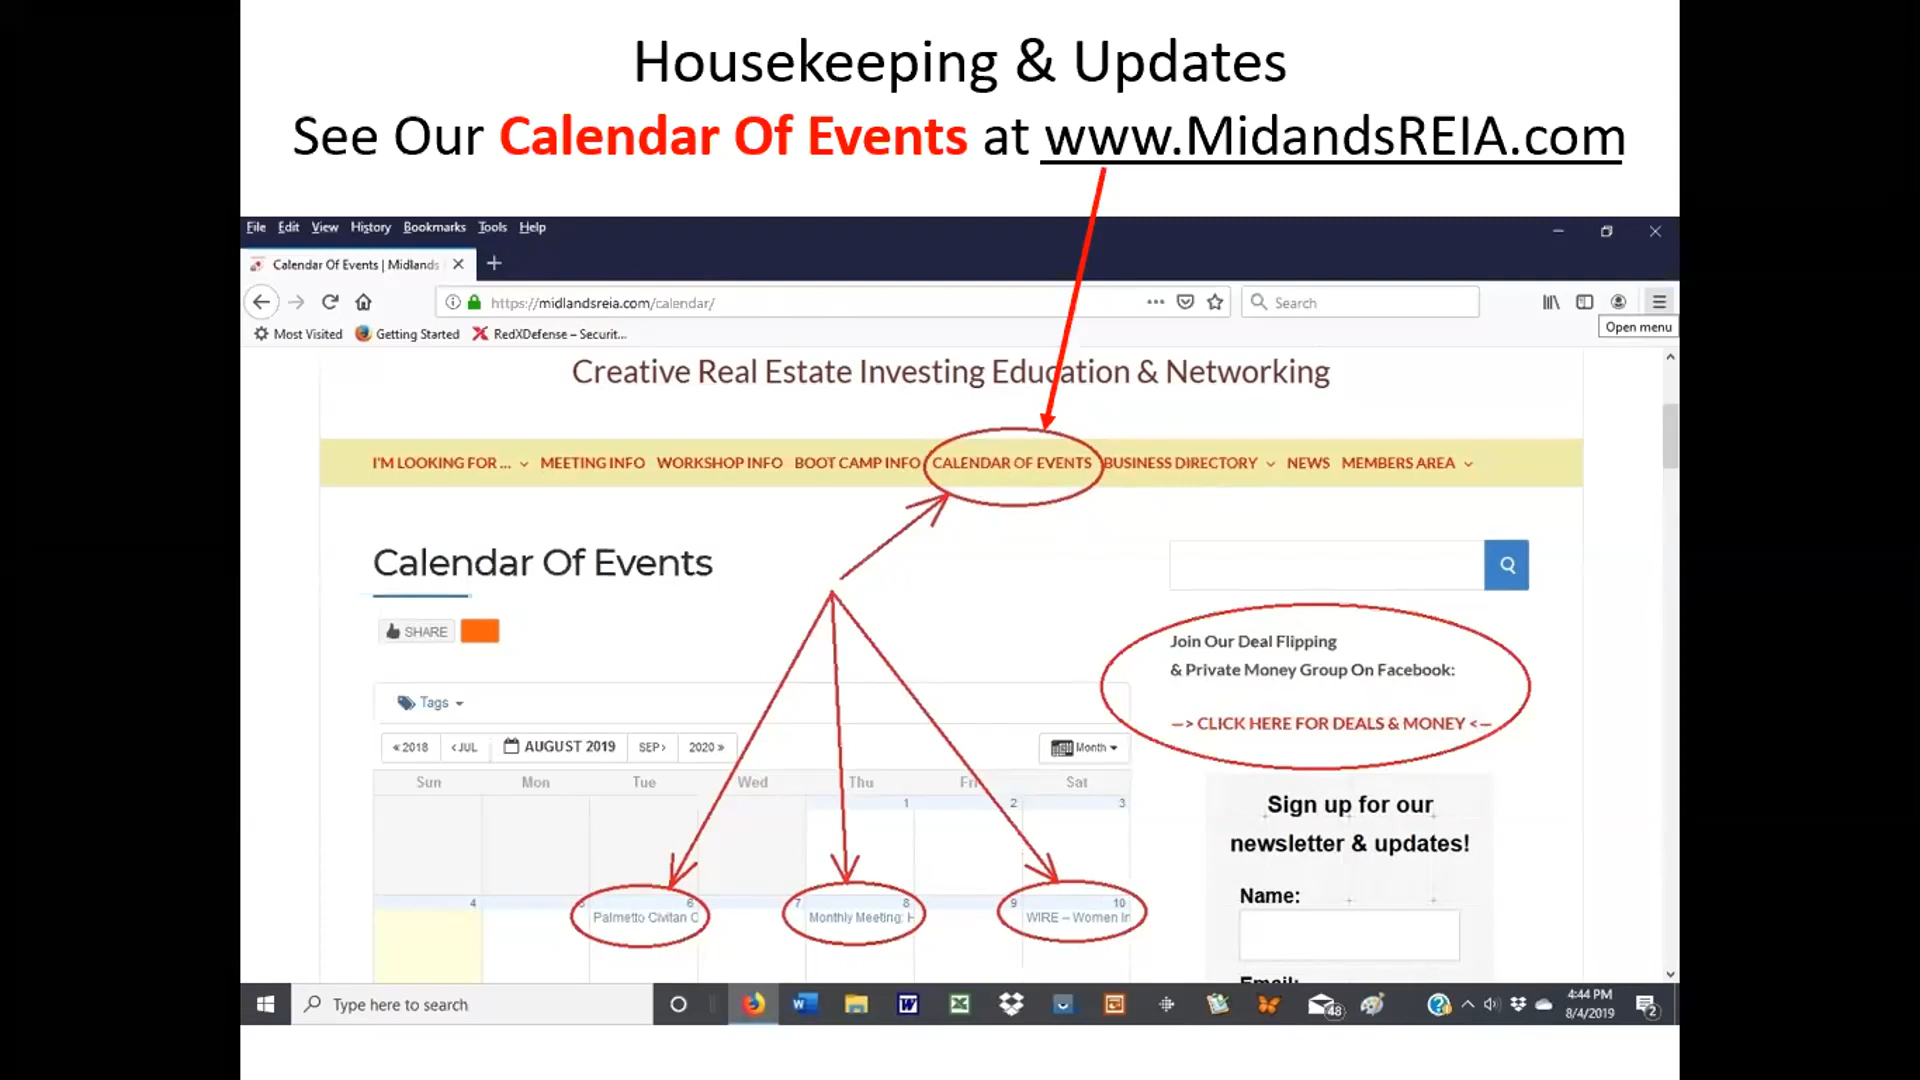 Housekeeping & Updates
See Our Calendar Of Events at www.MidandsREIA.com
File Edit View History Bookmarks Tools Help
Calendar Of Events | Midlands
https://midlandsreia.com/calendar/
Search
Most Visited Getting Started RedXDefense – Securit...
Open menu
Creative Real Estate Investing Education & Networking
I'M LOOKING FOR ... MEETING INFO WORKSHOP INFO BOOT CAMP INFO CALENDAR OF EVENTS BUSINESS DIRECTORY NEWS MEMBERS AREA
Calendar Of Events
SHARE
Join Our Deal Flipping
& Private Money Group On Facebook:
—> CLICK HERE FOR DEALS & MONEY <—
Tags
« 2018 ‹ JUL AUGUST 2019 SEP › 2020 » Month
Sun Mon Tue Wed Thu Fri Sat
1 2 3
Sign up for our
newsletter & updates!
Name:
4 5 6 7 8 9 10
Palmetto Civitan C Monthly Meeting: H WIRE – Women In
Email:
Type here to search
48
4:44 PM
8/4/2019
2